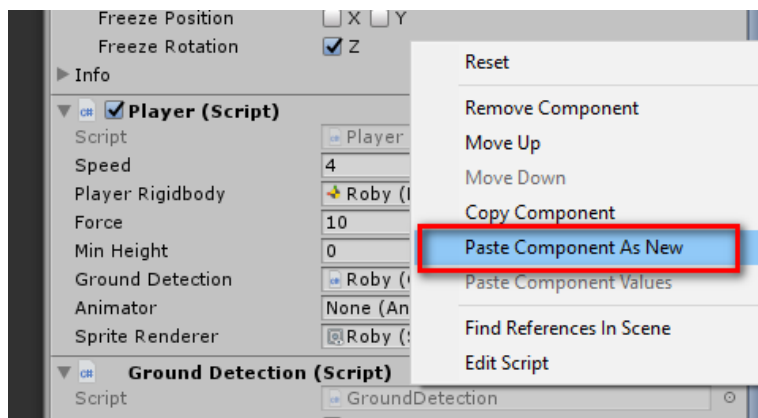 Freeze Position X Y
Freeze Rotation Z
Info
Player (Script)
Script Player
Speed 4
Player Rigidbody Roby (
Force 10
Min Height 0
Ground Detection Roby (
Animator None (An
Sprite Renderer Roby (
Ground Detection (Script)
Script GroundDetection
Reset
Remove Component
Move Up
Move Down
Copy Component
Paste Component As New
Paste Component Values
Find References In Scene
Edit Script